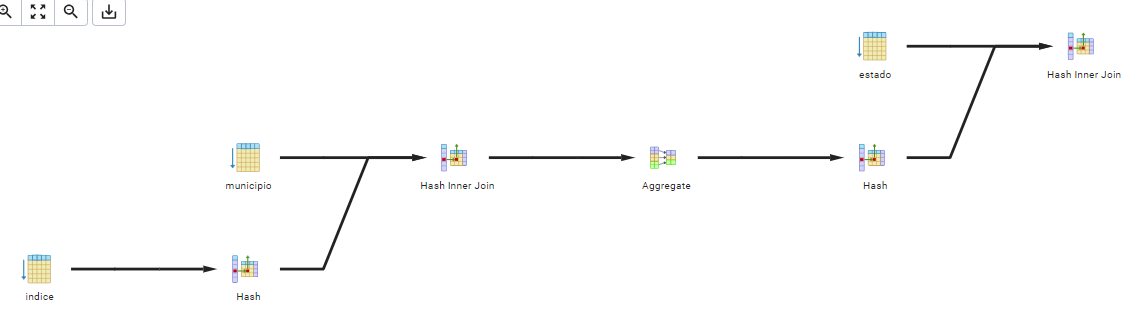 estado
Hash Inner Join
municipio
Hash Inner Join
Aggregate
Hash
indice
Hash